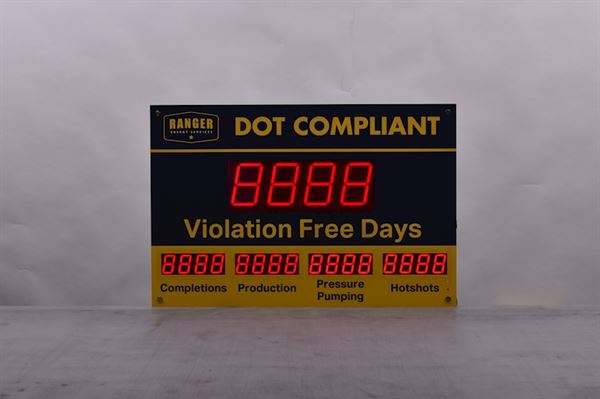 RANGER
ENERGY SERVICES
DOT COMPLIANT
8888
Violation Free Days
8888 8888 8888 8888
Completions Production Pressure Pumping Hotshots